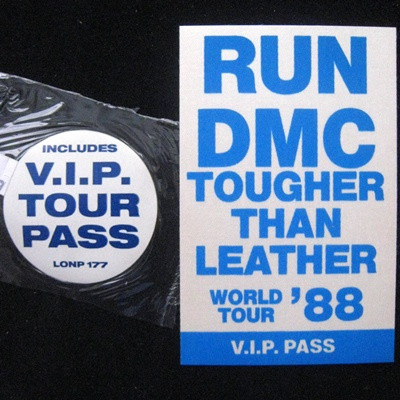 INCLUDES
V.I.P.
TOUR
PASS
LONP 177
RUN
DMC
TOUGHER
THAN
LEATHER
WORLD
TOUR '88
V.I.P. PASS